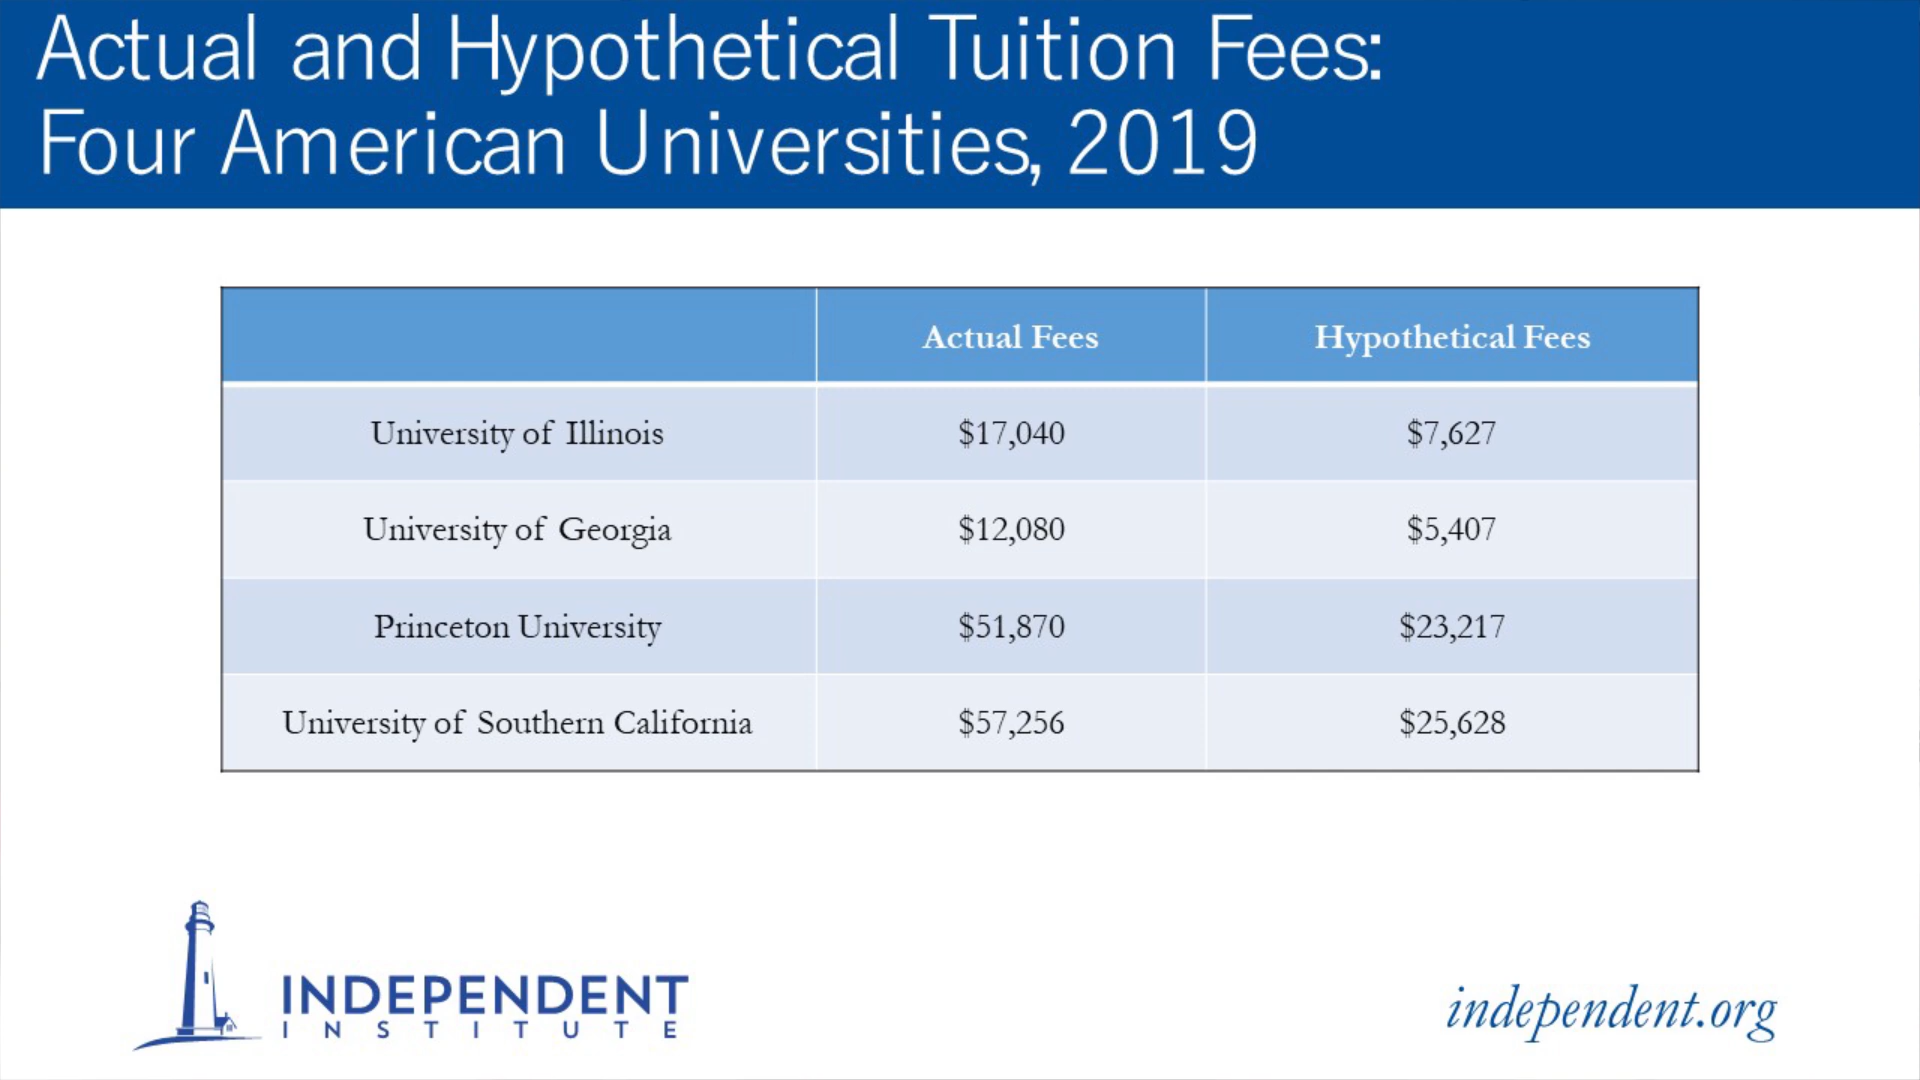 Actual and Hypothetical Tuition Fees:
Four American Universities, 2019
Actual Fees Hypothetical Fees
University of Illinois $17,040 $7,627
University of Georgia $12,080 $5,407
Princeton University $51,870 $23,217
University of Southern California $57,256 $25,628
INDEPENDENT
INSTITUTE
independent.org